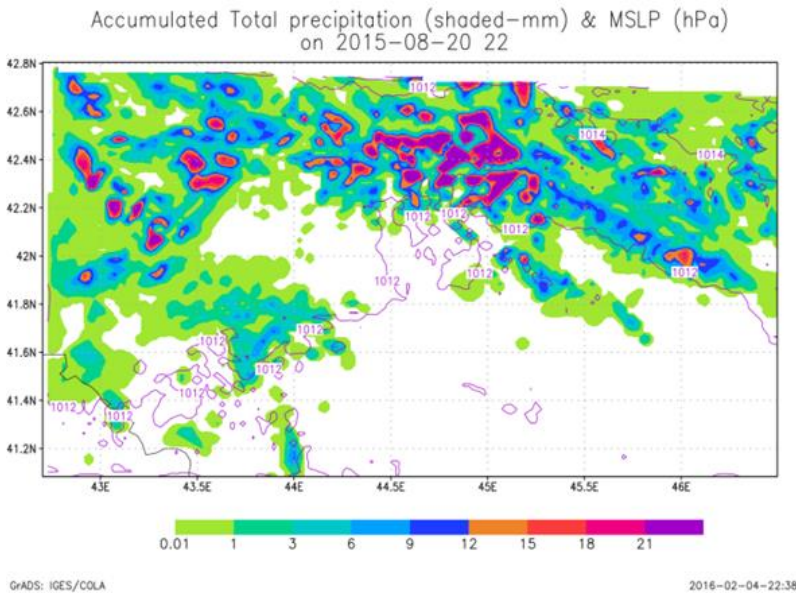 Accumulated Total precipitation (shaded-mm) & MSLP (hPa)
on 2015-08-20 22
42.8N
42.6N
42.4N
42.2N
42N
41.8N
41.6N
41.4N
41.2N
1012
1014
1014
1012
1012
1012
1012
1012
1012
1012
1012
1012
1012
43E
43.5E
44E
44.5E
45E
45.5E
46E
0.01 1 3 6 9 12 15 18 21
GrADS: IGES/COLA
2016-02-04-22:38